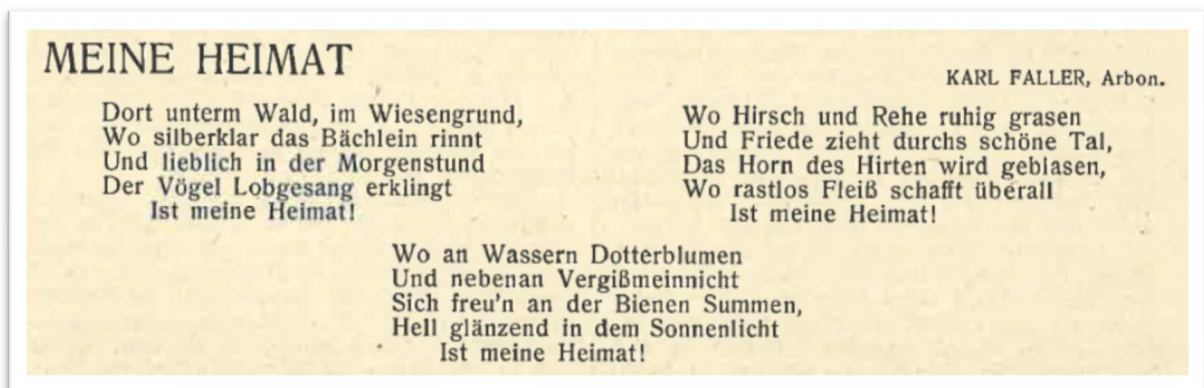 MEINE HEIMAT
KARL FALLER, Arbon.
Dort unterm Wald, im Wiesengrund,
Wo silberklar das Bächlein rinnt
Und lieblich in der Morgenstund
Der Vögel Lobgesang erklingt
Ist meine Heimat!
Wo Hirsch und Rehe ruhig grasen
Und Friede zieht durchs schöne Tal,
Das Horn des Hirten wird geblasen,
Wo rastlos Fleiß schafft überall
Ist meine Heimat!
Wo an Wassern Dotterblumen
Und nebenan Vergißmeinnicht
Sich freu'n an der Bienen Summen,
Hell glänzend in dem Sonnenlicht
Ist meine Heimat!